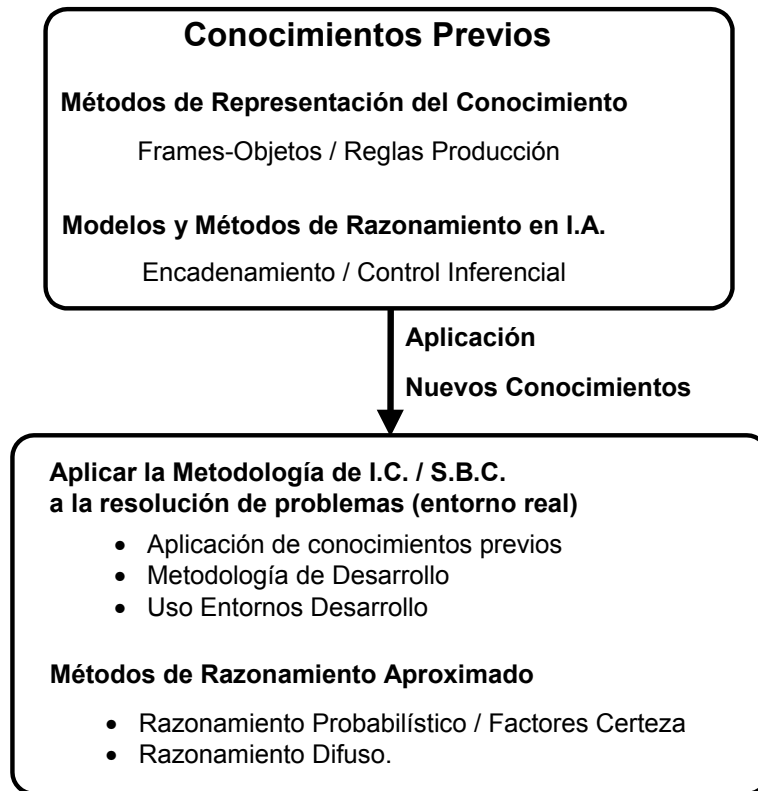 Conocimientos Previos
Métodos de Representación del Conocimiento
Frames-Objetos / Reglas Producción
Modelos y Métodos de Razonamiento en I.A.
Encadenamiento / Control Inferencial
Aplicación
Nuevos Conocimientos
Aplicar la Metodología de I.C. / S.B.C.
a la resolución de problemas (entorno real)
• Aplicación de conocimientos previos
• Metodología de Desarrollo
• Uso Entornos Desarrollo
Métodos de Razonamiento Aproximado
• Razonamiento Probabilístico / Factores Certeza
• Razonamiento Difuso.